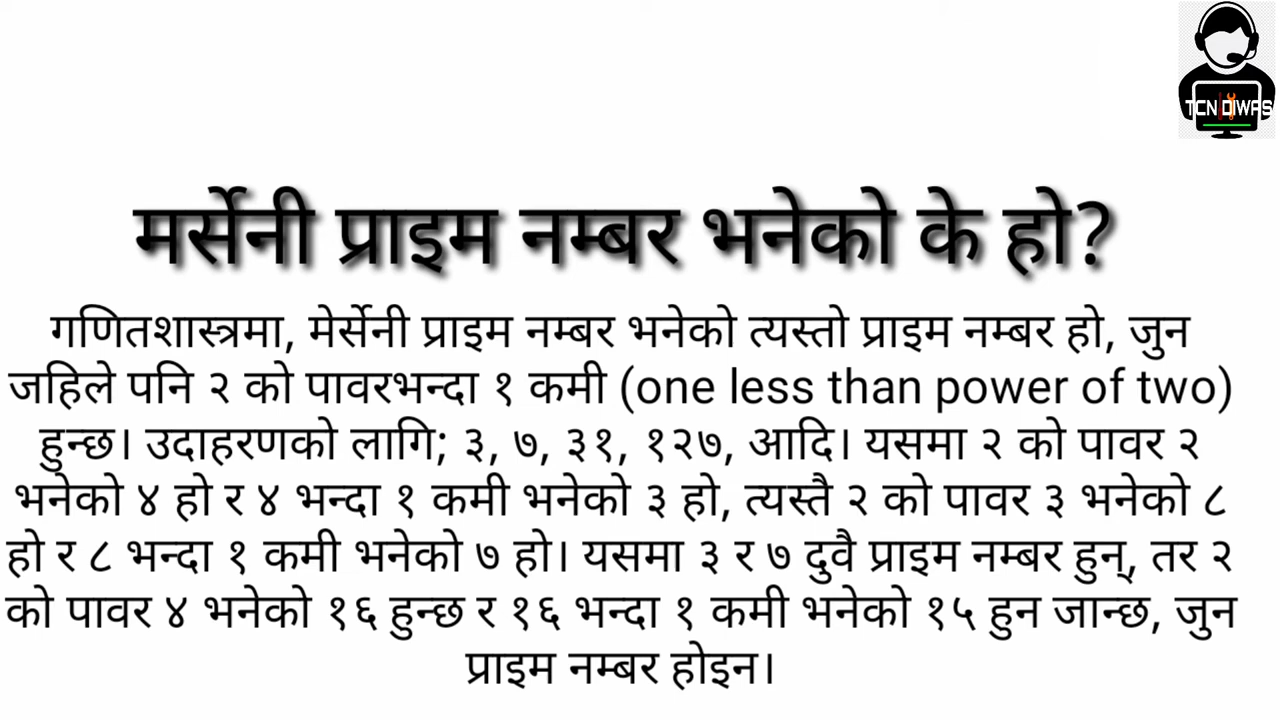 TCN DIWAS
मर्सेनी प्राइम नम्बर भनेको के हो?
गणितशास्त्रमा, मेर्सेनी प्राइम नम्बर भनेको त्यस्तो प्राइम नम्बर हो, जुन
जहिले पनि २ को पावरभन्दा १ कमी (one less than power of two)
हुन्छ। उदाहरणको लागि; ३, ७, ३१, १२७, आदि। यसमा २ को पावर २
भनेको ४ हो र ४ भन्दा १ कमी भनेको ३ हो, त्यस्तै २ को पावर ३ भनेको ८
हो र ८ भन्दा १ कमी भनेको ७ हो। यसमा ३ र ७ दुवै प्राइम नम्बर हुन्, तर २
को पावर ४ भनेको १६ हुन्छ र १६ भन्दा १ कमी भनेको १५ हुन जान्छ, जुन
प्राइम नम्बर होइन।